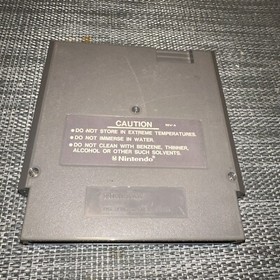 CAUTION
●DO NOT STORE IN EXTREME TEMPERATURES.
●DO NOT IMMERSE IN WATER.
●DO NOT CLEAN WITH BENZENE, THINNER,
ALCOHOL OR OTHER SUCH SOLVENTS.
Nintendo